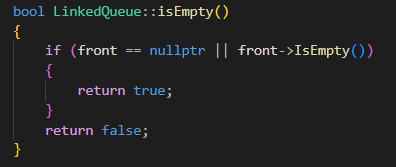 bool LinkedQueue::isEmpty()
{
    if (front == nullptr || front->IsEmpty())
    {
        return true;
    }
    return false;
}